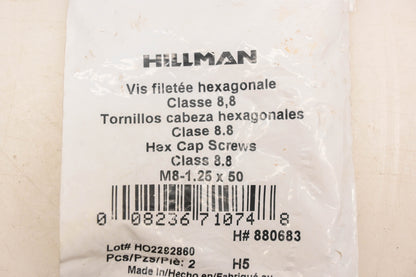 HILLMAN
Vis filetée hexagonale
Classe 8,8
Tornillos cabeza hexagonales
Clase 8.8
Hex Cap Screws
Class 8.8
M8-1.25 x 50
0 08236 71074 8
H# 880683
Lot# HO2282860
Pcs/Pzs/Piè: 2 H5
Made in/Hecho en/Fabriqué au